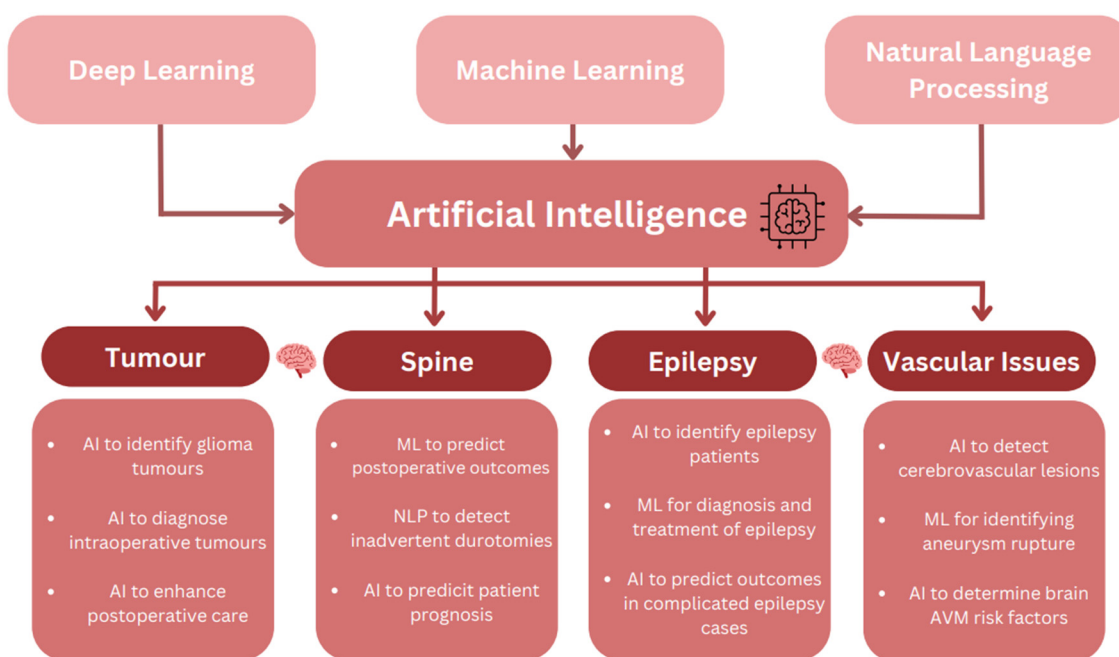 Deep Learning
Machine Learning
Natural Language
Processing
Artificial Intelligence
Tumour
Spine
Epilepsy
Vascular Issues
• AI to identify glioma
tumours
• AI to diagnose
intraoperative tumours
• AI to enhance
postoperative care
• ML to predict
postoperative outcomes
• NLP to detect
inadvertent durotomies
• AI to predicit patient
prognosis
• AI to identify epilepsy
patients
• ML for diagnosis and
treatment of epilepsy
• AI to predict outcomes
in complicated epilepsy
cases
• AI to detect
cerebrovascular lesions
• ML for identifying
aneurysm rupture
• AI to determine brain
AVM risk factors